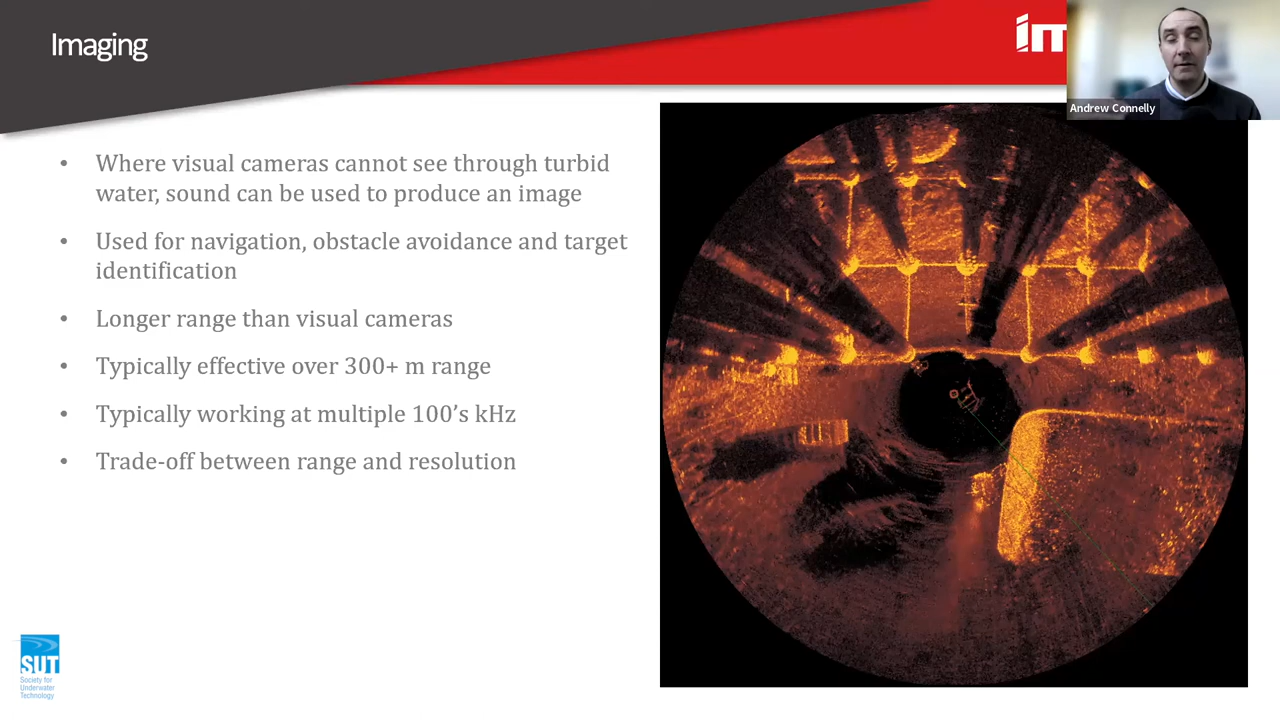 Imaging
im
Andrew Connelly
• Where visual cameras cannot see through turbid
water, sound can be used to produce an image
• Used for navigation, obstacle avoidance and target
identification
• Longer range than visual cameras
• Typically effective over 300+ m range
• Typically working at multiple 100’s kHz
• Trade-off between range and resolution
SUT
Society for
Underwater
Technology